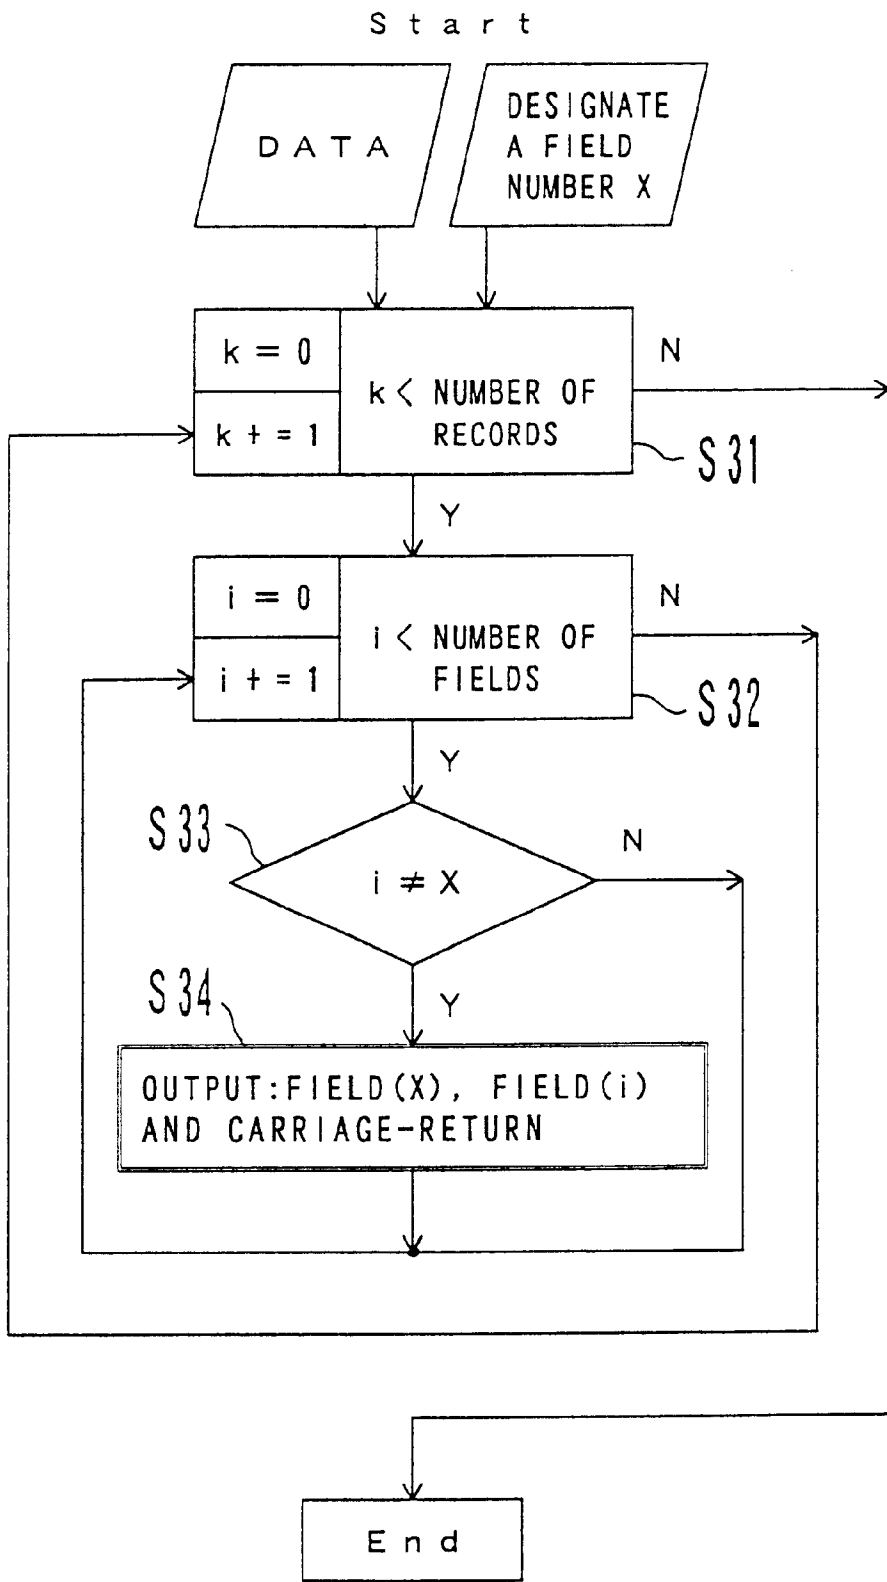 Start
DATA
DESIGNATE
A FIELD
NUMBER X
k = 0
k += 1
k < NUMBER OF
RECORDS
N
S31
Y
i = 0
i += 1
i < NUMBER OF
FIELDS
N
S32
Y
S33
i ≠ X
N
S34
Y
OUTPUT:FIELD(X), FIELD(i)
AND CARRIAGE-RETURN
End